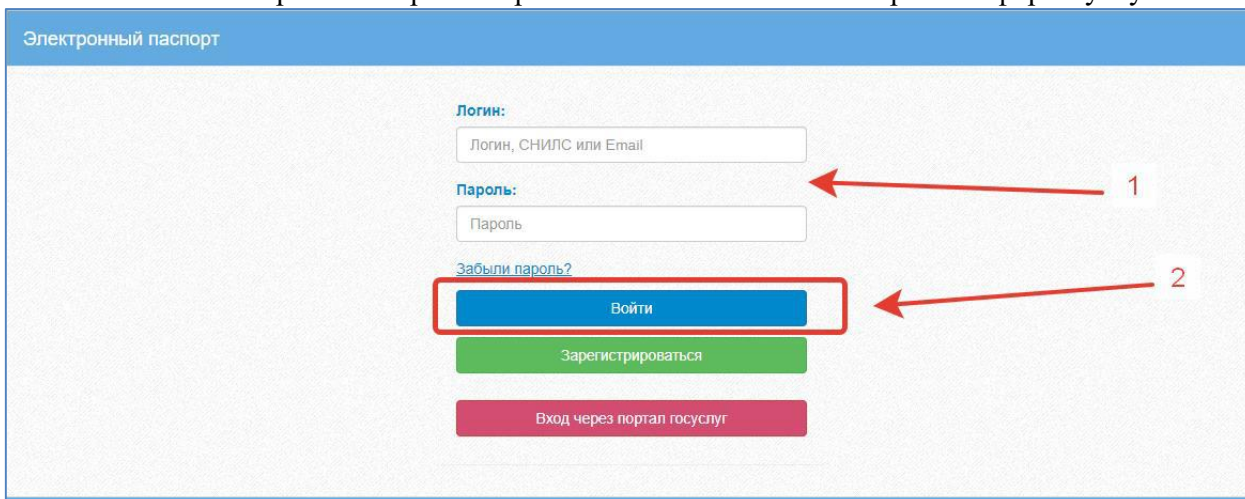 Электронный паспорт
Логин:
Логин, СНИЛС или Email
1
Пароль:
Пароль
Забыли пароль?
2
Войти
Зарегистрироваться
Вход через портал госуслуг